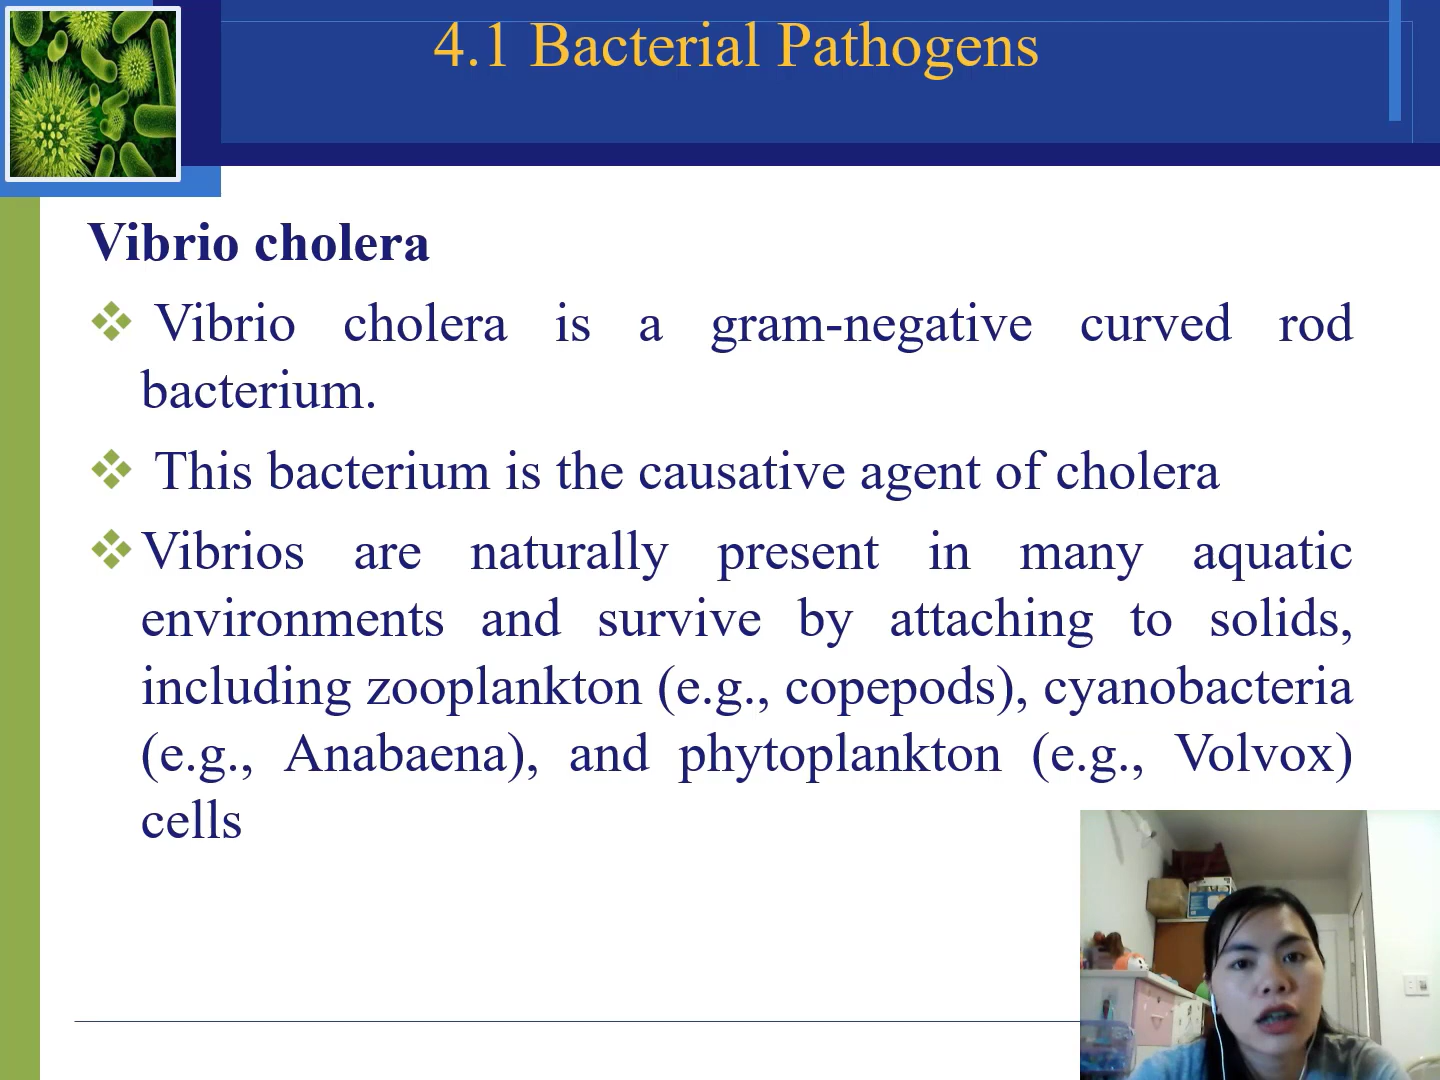 4.1 Bacterial Pathogens
Vibrio cholera
Vibrio cholera is a gram-negative curved rod
bacterium.
This bacterium is the causative agent of cholera
Vibrios are naturally present in many aquatic
environments and survive by attaching to solids,
including zooplankton (e.g., copepods), cyanobacteria
(e.g., Anabaena), and phytoplankton (e.g., Volvox)
cells